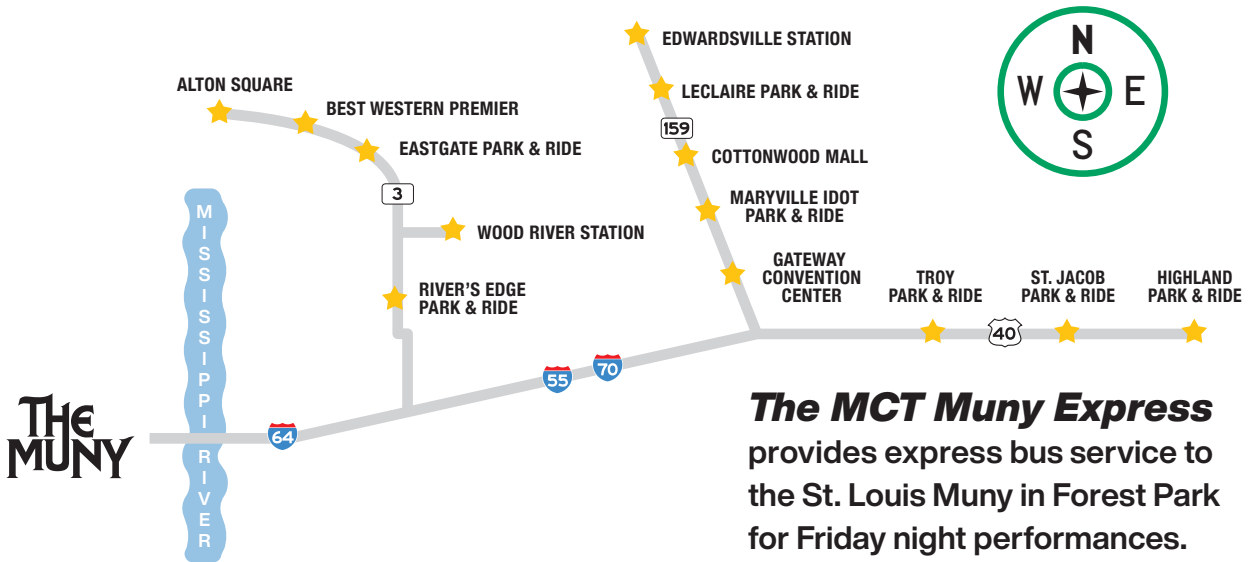 EDWARDSVILLE STATION
N
W
E
S
ALTON SQUARE
LECLAIRE PARK & RIDE
BEST WESTERN PREMIER
159
EASTGATE PARK & RIDE
COTTONWOOD MALL
3
MARYVILLE IDOT
PARK & RIDE
WOOD RIVER STATION
GATEWAY
CONVENTION
CENTER
RIVER'S EDGE
PARK & RIDE
TROY
PARK & RIDE
ST. JACOB
PARK & RIDE
HIGHLAND
PARK & RIDE
40
70
55
64
MISSISSIPPI RIVER
THE
MUNY
The MCT Muny Express
provides express bus service to
the St. Louis Muny in Forest Park
for Friday night performances.